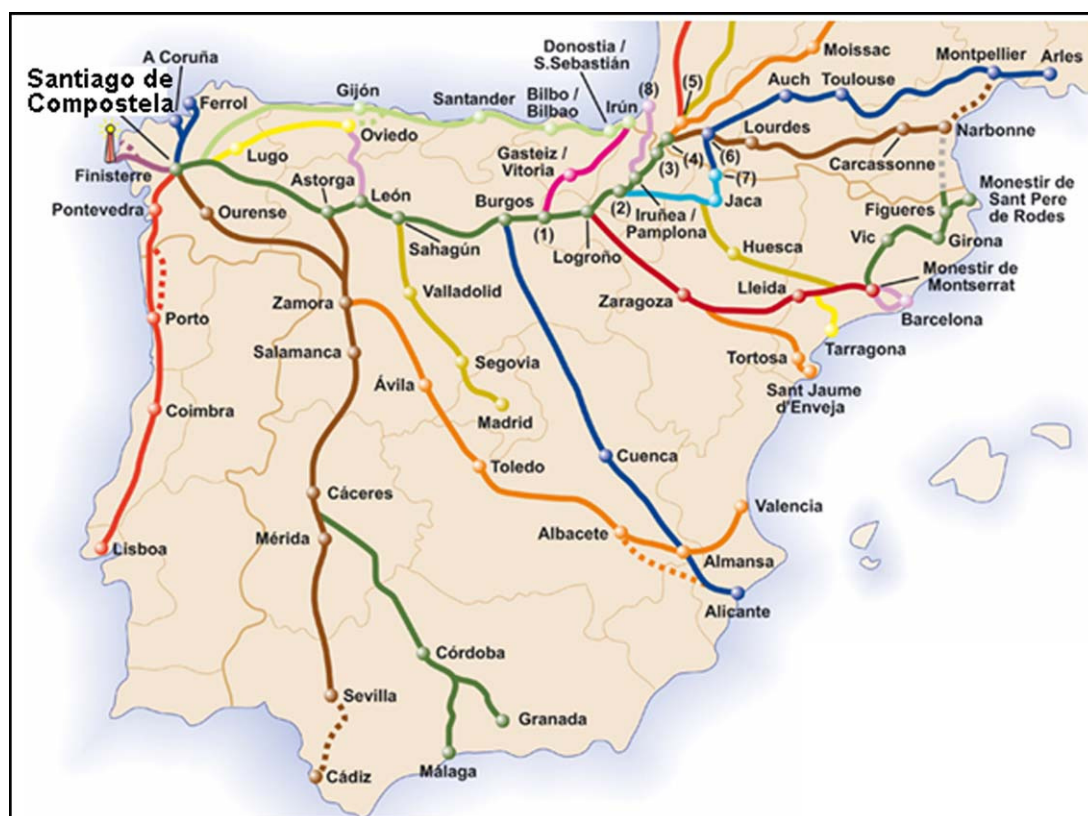 A Coruña
Santiago de
Compostela
Ferrol
Finisterre
Gijón
Santander
Bilbo /
Bilbao
Donostia /
S.Sebastián
Irún
(8)
(5)
Moissac
Auch
Toulouse
Montpellier
Arles
Lugo
Oviedo
Gasteiz /
Vitoria
Lourdes
Narbonne
(3)
(4)
(6)
(7)
Carcassonne
Pontevedra
Ourense
Astorga
León
Burgos
(1)
(2)
Iruñea /
Pamplona
Jaca
Figueres
Monestir de
Sant Pere
de Rodes
Sahagún
Logroño
Huesca
Vic
Girona
Zamora
Valladolid
Zaragoza
Lleida
Monestir de
Montserrat
Barcelona
Porto
Salamanca
Segovia
Tortosa
Tarragona
Ávila
Madrid
Sant Jaume
d'Enveja
Coimbra
Toledo
Cuenca
Cáceres
Albacete
Valencia
Lisboa
Mérida
Almansa
Alicante
Córdoba
Sevilla
Granada
Cádiz
Málaga